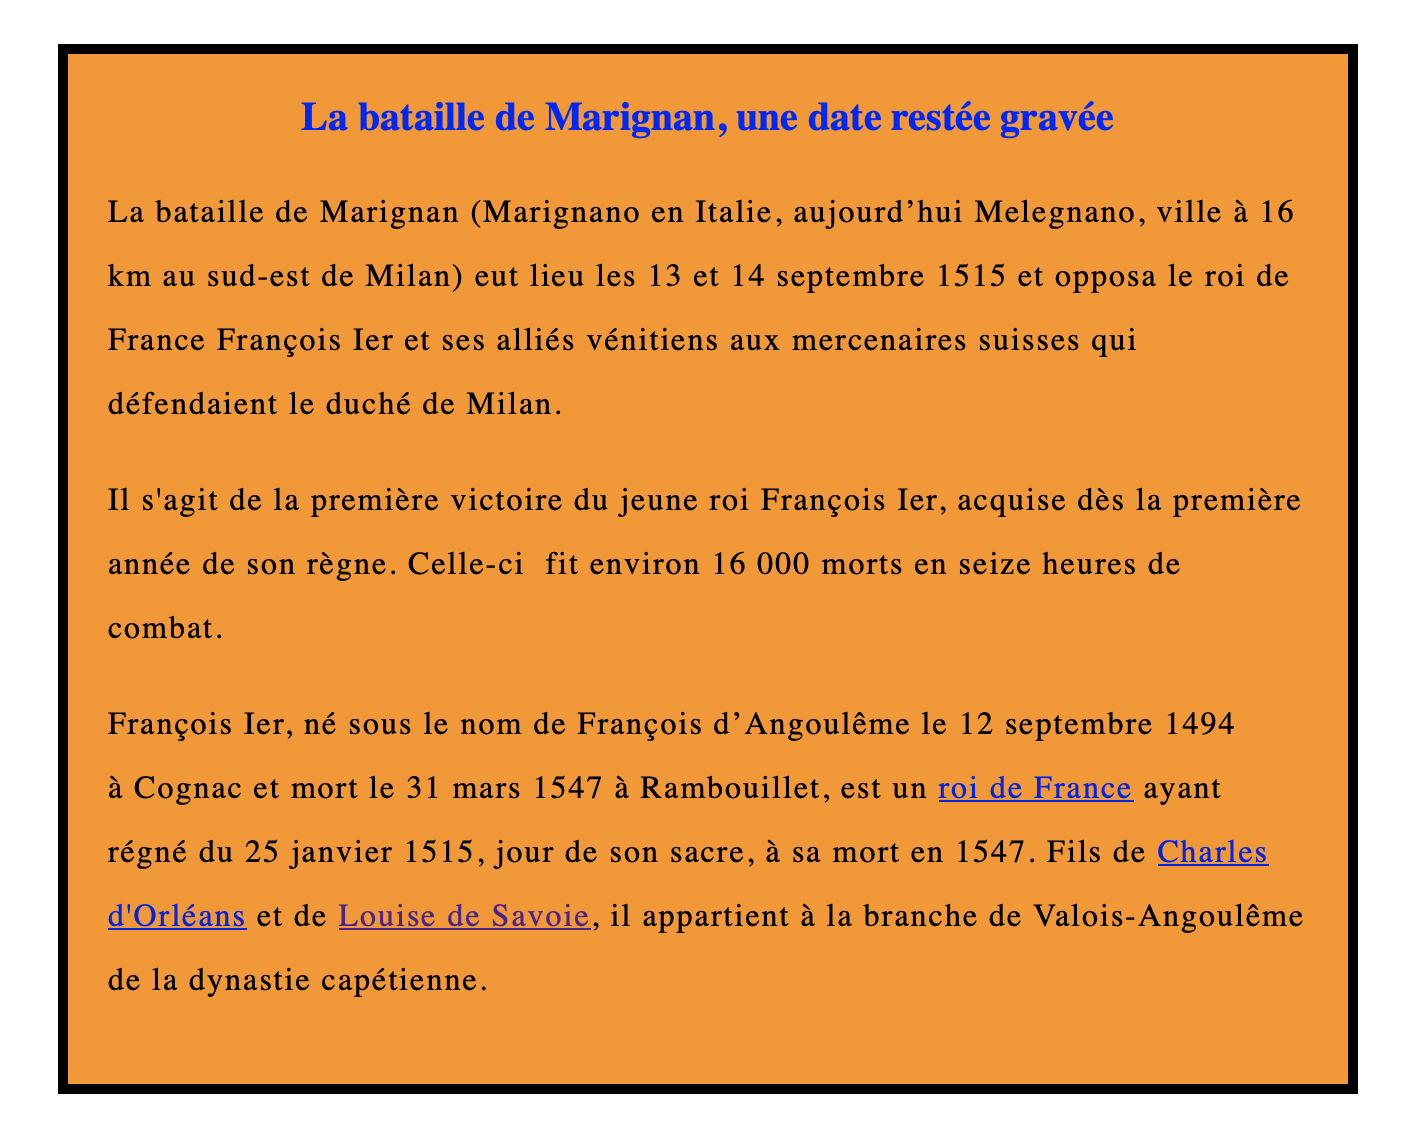 La bataille de Marignan, une date restée gravée
La bataille de Marignan (Marignano en Italie, aujourd’hui Melegnano, ville à 16
km au sud-est de Milan) eut lieu les 13 et 14 septembre 1515 et opposa le roi de
France François Ier et ses alliés vénitiens aux mercenaires suisses qui
défendaient le duché de Milan.
Il s'agit de la première victoire du jeune roi François Ier, acquise dès la première
année de son règne. Celle-ci  fit environ 16 000 morts en seize heures de
combat.
François Ier, né sous le nom de François d’Angoulême le 12 septembre 1494
à Cognac et mort le 31 mars 1547 à Rambouillet, est un roi de France ayant
régné du 25 janvier 1515, jour de son sacre, à sa mort en 1547. Fils de Charles
d'Orléans et de Louise de Savoie, il appartient à la branche de Valois-Angoulême
de la dynastie capétienne.